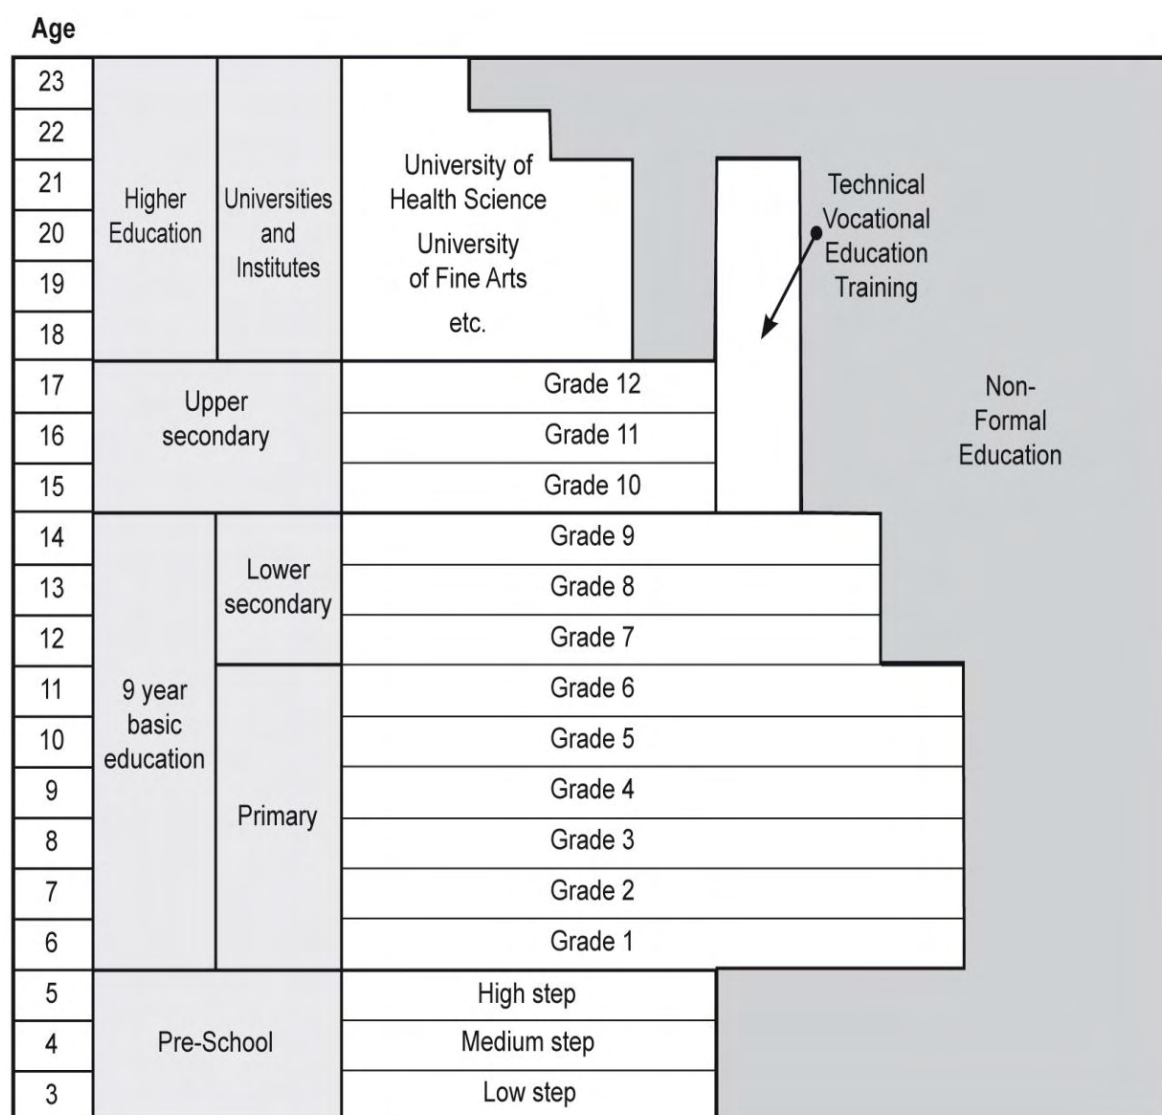 Age
23
22
21
20
19
18
17
16
15
14
13
12
11
10
9
8
7
6
5
4
3
Higher
Education
Universities
and
Institutes
University of
Health Science
University
of Fine Arts
etc.
Technical
Vocational
Education
Training
Non-
Formal
Education
Upper
secondary
Grade 12
Grade 11
Grade 10
9 year
basic
education
Lower
secondary
Grade 9
Grade 8
Grade 7
Primary
Grade 6
Grade 5
Grade 4
Grade 3
Grade 2
Grade 1
Pre-School
High step
Medium step
Low step